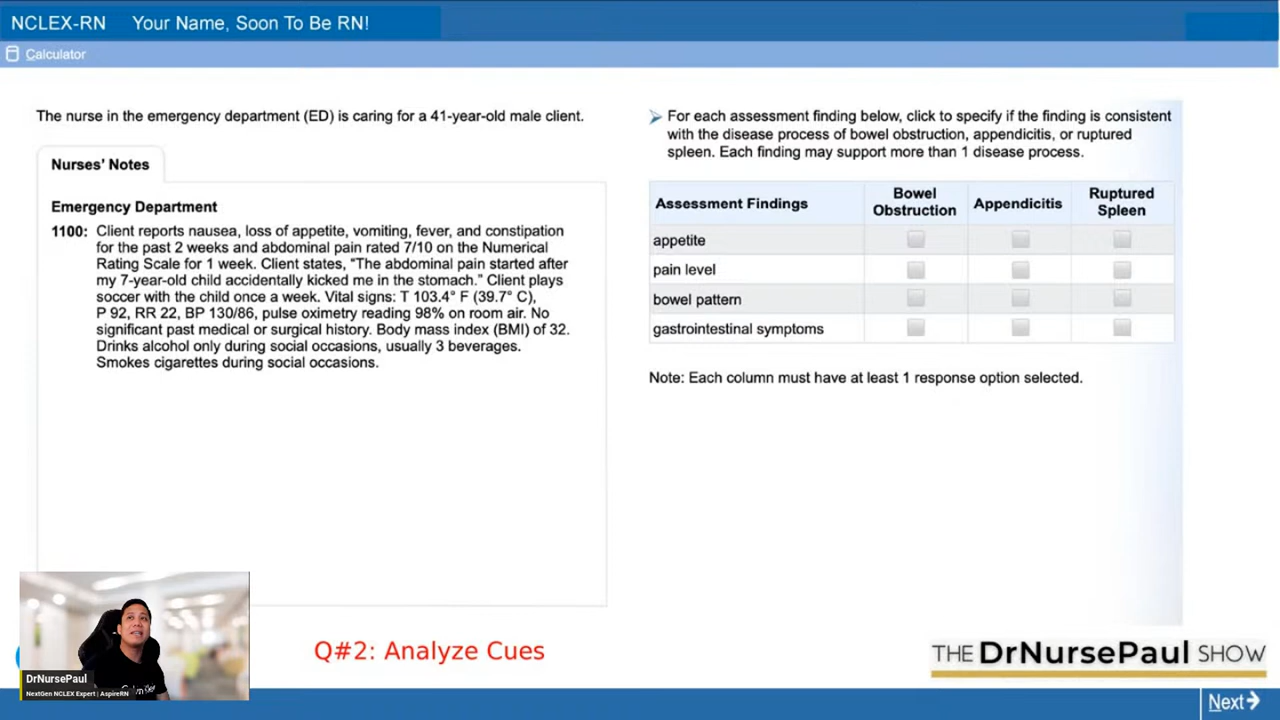 NCLEX-RN Your Name, Soon To Be RN!
Calculator
The nurse in the emergency department (ED) is caring for a 41-year-old male client.
Nurses' Notes
Emergency Department
1100: Client reports nausea, loss of appetite, vomiting, fever, and constipation
for the past 2 weeks and abdominal pain rated 7/10 on the Numerical
Rating Scale for 1 week. Client states, "The abdominal pain started after
my 7-year-old child accidentally kicked me in the stomach." Client plays
soccer with the child once a week. Vital signs: T 103.4° F (39.7° C),
P 92, RR 22, BP 130/86, pulse oximetry reading 98% on room air. No
significant past medical or surgical history. Body mass index (BMI) of 32.
Drinks alcohol only during social occasions, usually 3 beverages.
Smokes cigarettes during social occasions.
For each assessment finding below, click to specify if the finding is consistent
with the disease process of bowel obstruction, appendicitis, or ruptured
spleen. Each finding may support more than 1 disease process.
Assessment Findings Bowel Obstruction Appendicitis Ruptured Spleen
appetite
pain level
bowel pattern
gastrointestinal symptoms
Note: Each column must have at least 1 response option selected.
DrNursePaul
NextGen NCLEX Expert | AspireRN
Q#2: Analyze Cues
THE DrNursePaul SHOW
Next